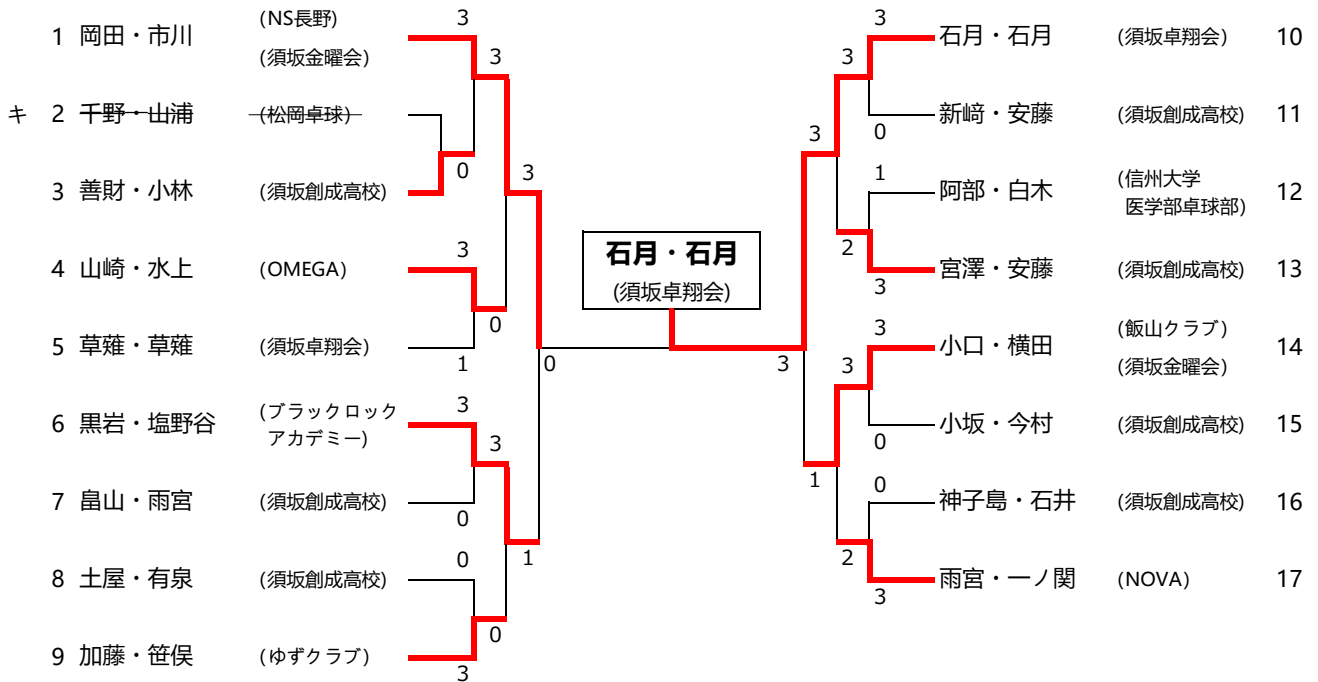 1 岡田・市川 (NS長野) (須坂金曜会) 3
3
キ 2 千野・山浦 (松岡卓球)
0
3 善財・小林 (須坂創成高校)
3
4 山崎・水上 (OMEGA) 3
0
5 草薙・草薙 (須坂卓翔会) 1
0
6 黒岩・塩野谷 (ブラックロック
アカデミー) 3
3
7 畠山・雨宮 (須坂創成高校) 0
1
8 土屋・有泉 (須坂創成高校) 0
0
9 加藤・笹俣 (ゆずクラブ) 3
石月・石月
(須坂卓翔会)
3 石月・石月 (須坂卓翔会) 10
3
0 新﨑・安藤 (須坂創成高校) 11
3
1 阿部・白木 (信州大学
医学部卓球部) 12
2
3 宮澤・安藤 (須坂創成高校) 13
3
3 小口・横田 (飯山クラブ) (須坂金曜会) 14
3
0 小坂・今村 (須坂創成高校) 15
1
0 神子島・石井 (須坂創成高校) 16
2
3 雨宮・一ノ関 (NOVA) 17